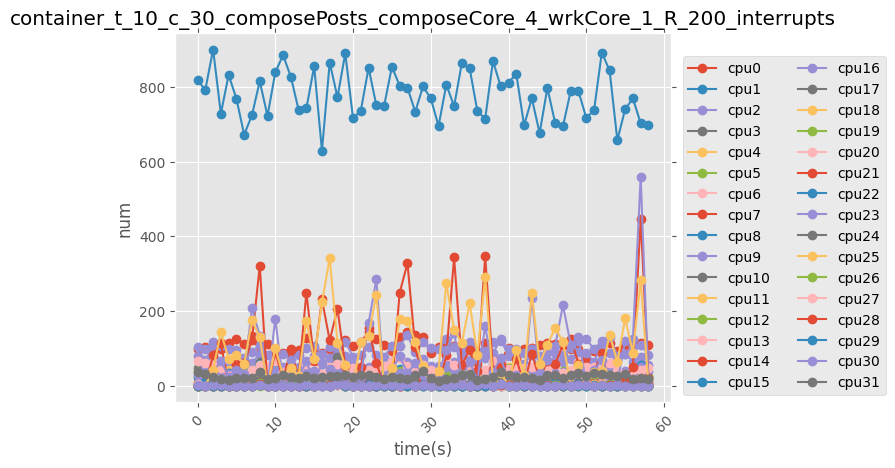 container_t_10_c_30_composePosts_composeCore_4_wrkCore_1_R_200_interrupts
num
800
600
400
200
0
0
10
20
30
40
50
60
time(s)
cpu0
cpu1
cpu2
cpu3
cpu4
cpu5
cpu6
cpu7
cpu8
cpu9
cpu10
cpu11
cpu12
cpu13
cpu14
cpu15
cpu16
cpu17
cpu18
cpu19
cpu20
cpu21
cpu22
cpu23
cpu24
cpu25
cpu26
cpu27
cpu28
cpu29
cpu30
cpu31